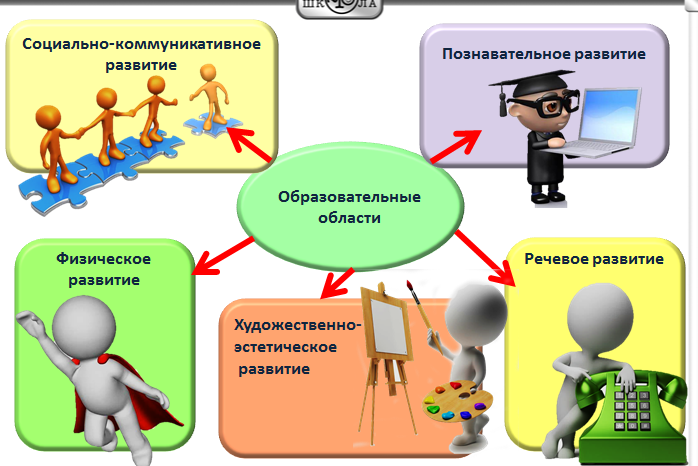 Социально-коммуникативное
развитие
Познавательное развитие
Образовательные
области
Физическое
развитие
Художественно-
эстетическое
развитие
Речевое развитие